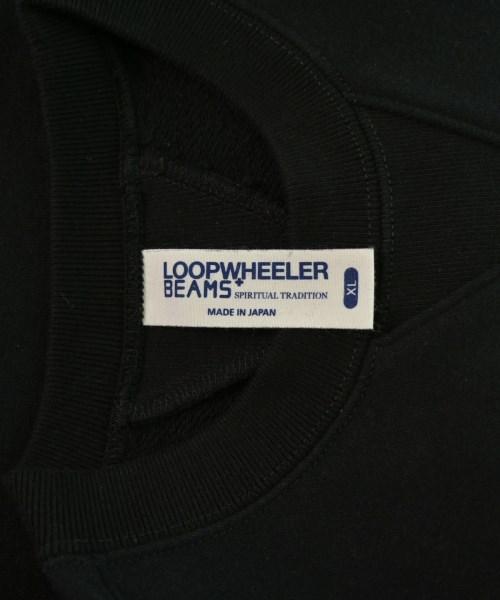 LOOPWHEELER
BEAMS+ SPIRITUAL TRADITION
MADE IN JAPAN
XL